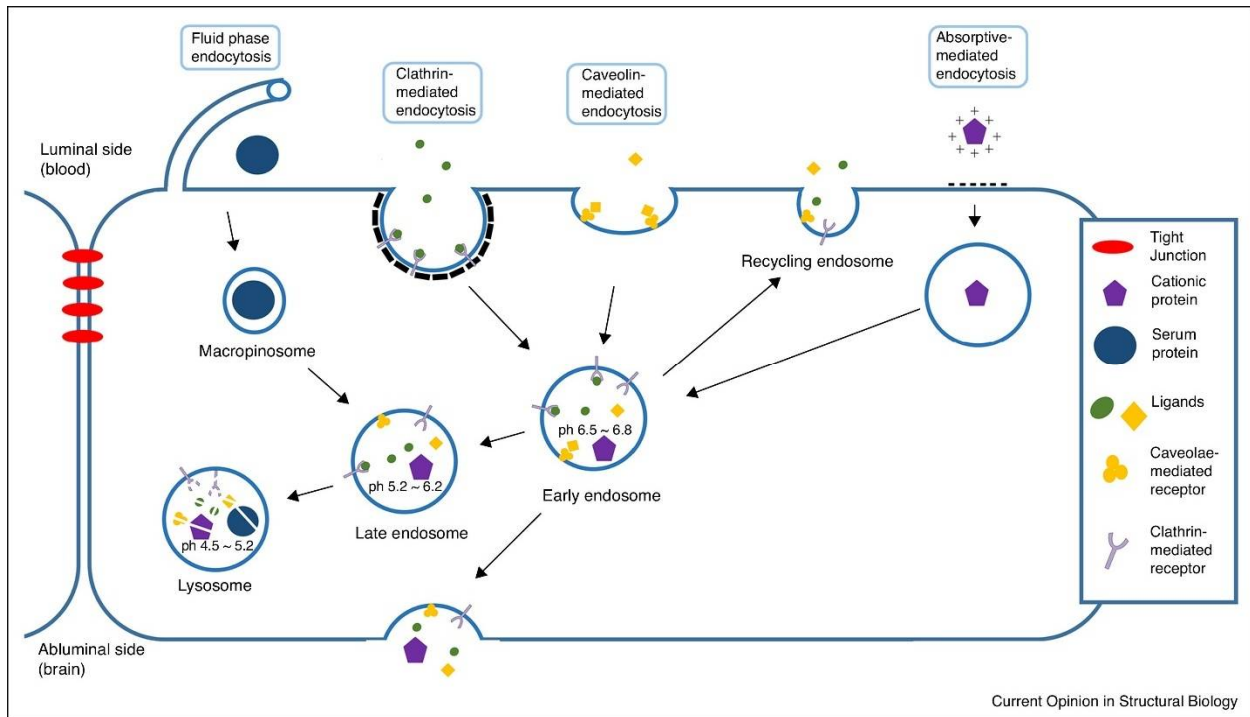 Fluid phase
endocytosis
Clathrin-
mediated
endocytosis
Caveolin-
mediated
endocytosis
Absorptive-
mediated
endocytosis
Luminal side
(blood)
Recycling endosome
Macropinosome
ph 6.5 ~ 6.8
Early endosome
ph 5.2 ~ 6.2
Late endosome
ph 4.5 ~ 5.2
Lysosome
Abluminal side
(brain)
Tight
Junction
Cationic
protein
Serum
protein
Ligands
Caveolae-
mediated
receptor
Clathrin-
mediated
receptor
Current Opinion in Structural Biology